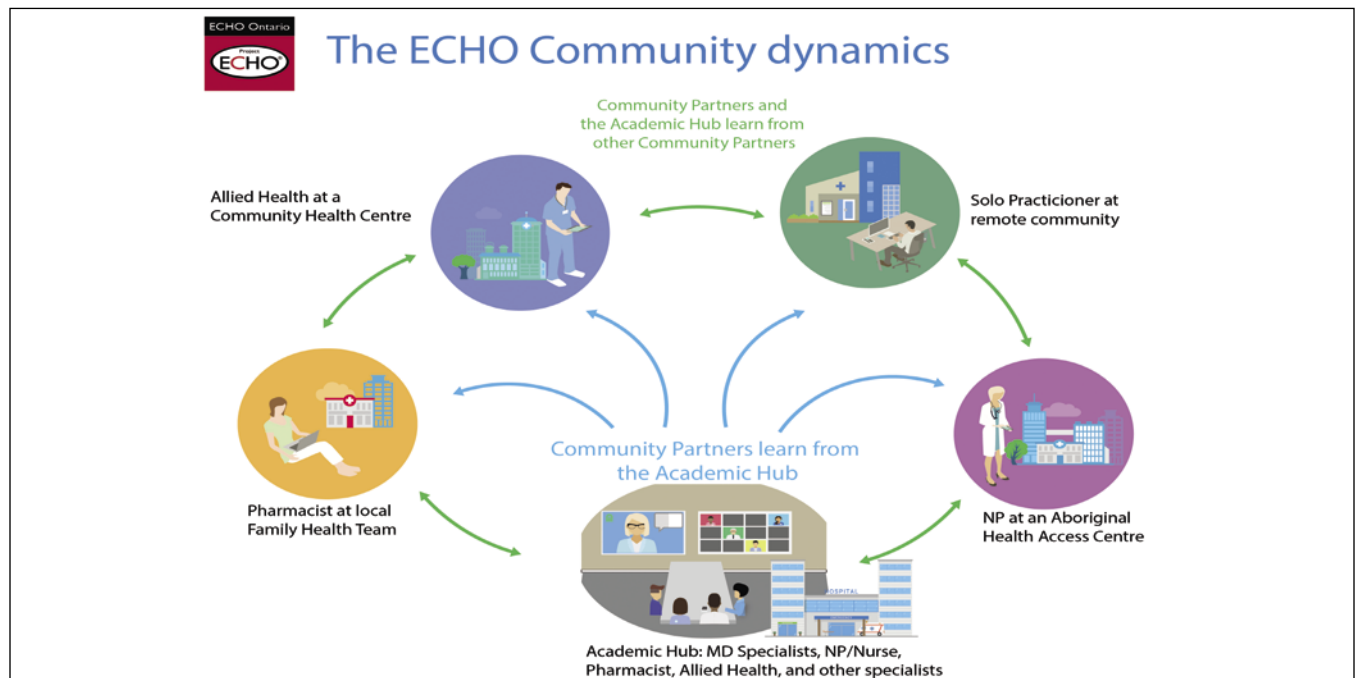 ECHO Ontario
Project
ECHO®
The ECHO Community dynamics
Community Partners and
the Academic Hub learn from
other Community Partners
Allied Health at a
Community Health Centre
Solo Practicioner at
remote community
Pharmacist at local
Family Health Team
Community Partners learn from
the Academic Hub
NP at an Aboriginal
Health Access Centre
HOSPITAL
Academic Hub: MD Specialists, NP/Nurse,
Pharmacist, Allied Health, and other specialists